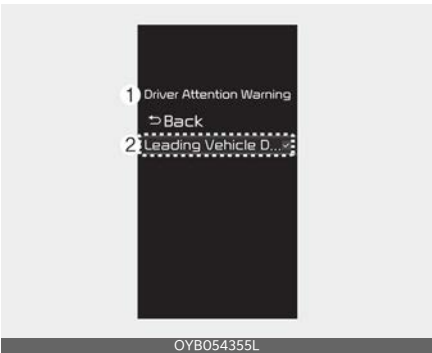 1 Driver Attention Warning
⮌Back
2 Leading Vehicle D...✓
OYB054355L